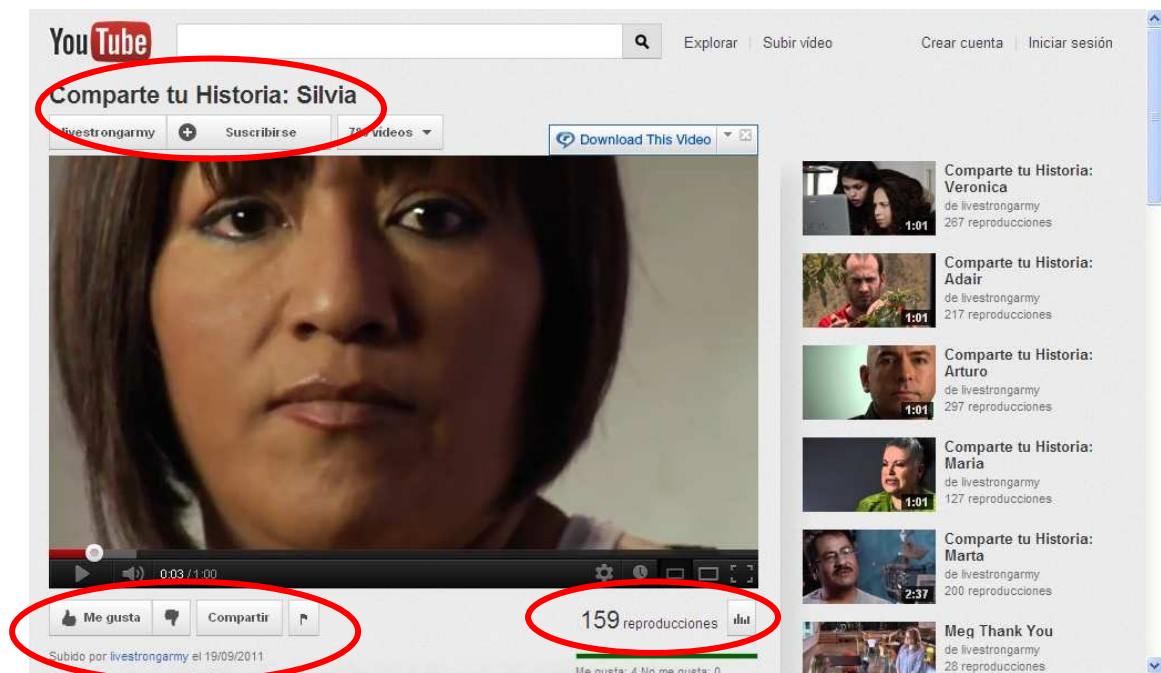 YouTube
Explorar
Subir vídeo
Crear cuenta
Iniciar sesión
Comparte tu Historia: Silvia
livestrongarmy
Suscribirse
vídeos
Download This Video
0:03 / 1:00
Me gusta
Compartir
159 reproducciones
Subido por livestrongarmy el 19/09/2011
Me gusta: 4 No me gusta: 0
Comparte tu Historia:
Veronica
de livestrongarmy
267 reproducciones
1:01
Comparte tu Historia:
Adair
de livestrongarmy
217 reproducciones
1:01
Comparte tu Historia:
Arturo
de livestrongarmy
297 reproducciones
1:01
Comparte tu Historia:
Maria
de livestrongarmy
127 reproducciones
1:01
Comparte tu Historia:
Marta
de livestrongarmy
200 reproducciones
2:37
Meg Thank You
de livestrongarmy
28 reproducciones